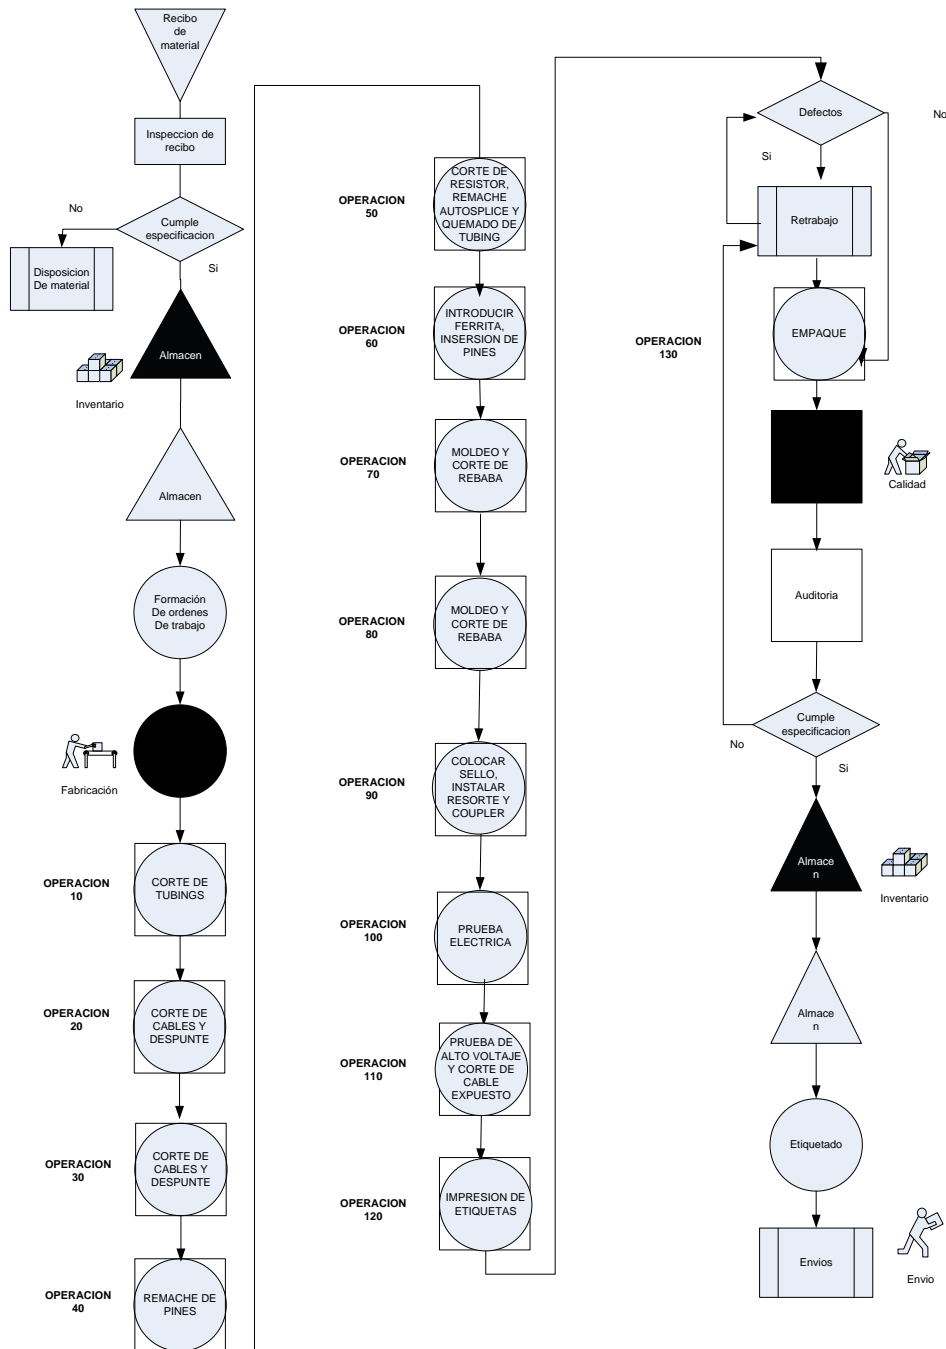 Recibo
de
material
Inspeccion de
recibo
No
Cumple
especificacion
Disposicion
De material
Si
Almacen
Inventario
Almacen
Formación
De ordenes
De trabajo
Fabricación
OPERACION
10
CORTE DE
TUBINGS
OPERACION
20
CORTE DE
CABLES Y
DESPUNTE
OPERACION
30
CORTE DE
CABLES Y
DESPUNTE
OPERACION
40
REMACHE DE
PINES
OPERACION
50
CORTE DE
RESISTOR,
REMACHE
AUTOSPLICE Y
QUEMADO DE
TUBING
OPERACION
60
INTRODUCIR
FERRITA,
INSERSION DE
PINES
OPERACION
70
MOLDEO Y
CORTE DE
REBABA
OPERACION
80
MOLDEO Y
CORTE DE
REBABA
OPERACION
90
COLOCAR
SELLO,
INSTALAR
RESORTE Y
COUPLER
OPERACION
100
PRUEBA
ELECTRICA
OPERACION
110
PRUEBA DE
ALTO VOLTAJE
Y CORTE DE
CABLE
EXPUESTO
OPERACION
120
IMPRESION DE
ETIQUETAS
Defectos
No
Si
Retrabajo
OPERACION
130
EMPAQUE
Calidad
Auditoria
Cumple
especificacion
No
Si
Almace
n
Inventario
Almace
n
Etiquetado
Envios
Envio